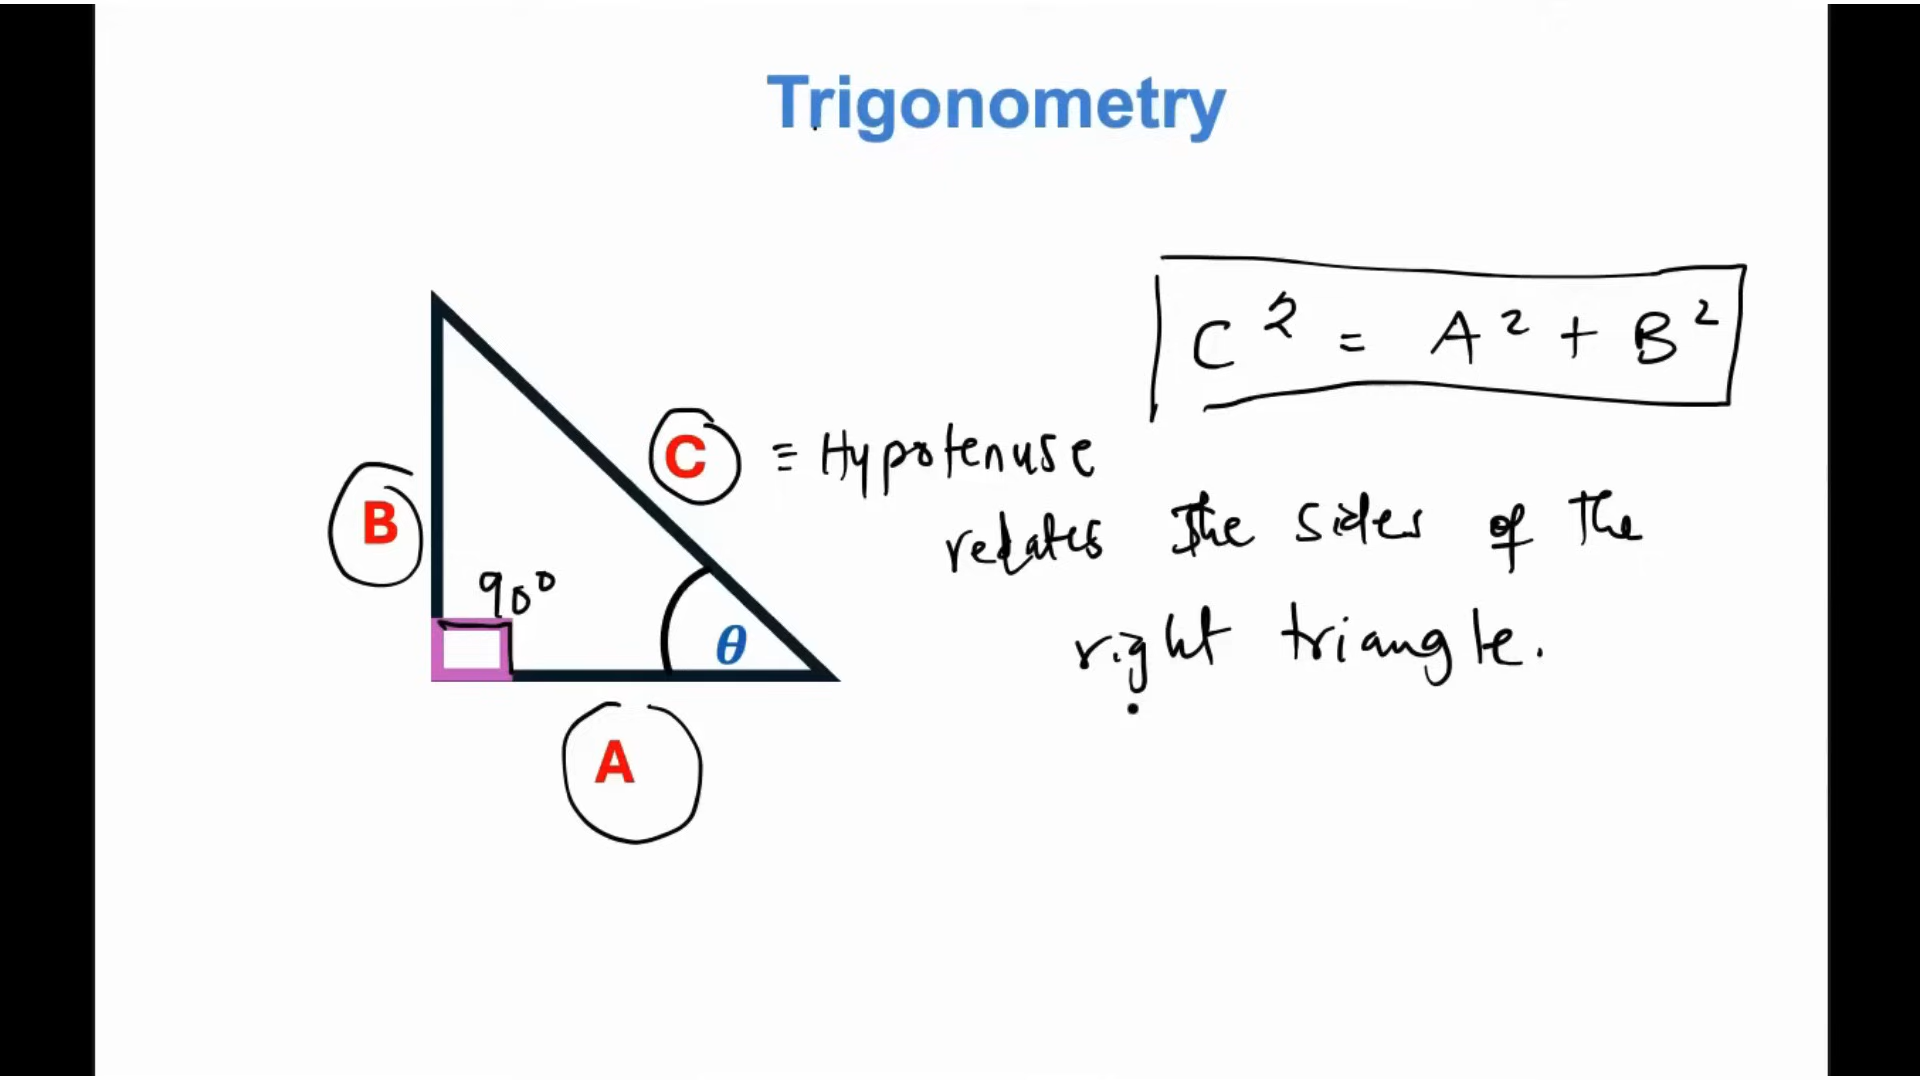 Trigonometry
C² = A² + B²
C ≡ Hypotenuse
B
relates the sides of the
90°
θ
right triangle.
A